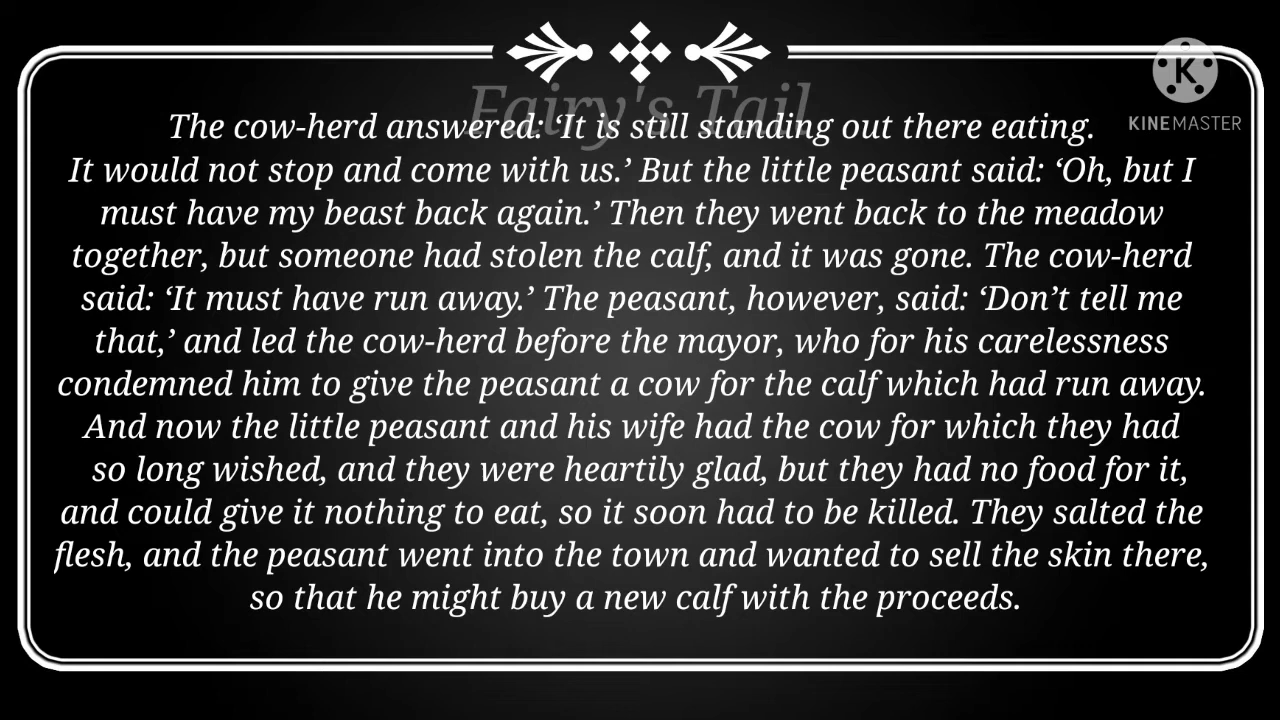 Fairy's Tail
KINEMASTER
The cow-herd answered: ‘It is still standing out there eating.
It would not stop and come with us.’ But the little peasant said: ‘Oh, but I
must have my beast back again.’ Then they went back to the meadow
together, but someone had stolen the calf, and it was gone. The cow-herd
said: ‘It must have run away.’ The peasant, however, said: ‘Don’t tell me
that,’ and led the cow-herd before the mayor, who for his carelessness
condemned him to give the peasant a cow for the calf which had run away.
And now the little peasant and his wife had the cow for which they had
so long wished, and they were heartily glad, but they had no food for it,
and could give it nothing to eat, so it soon had to be killed. They salted the
flesh, and the peasant went into the town and wanted to sell the skin there,
so that he might buy a new calf with the proceeds.